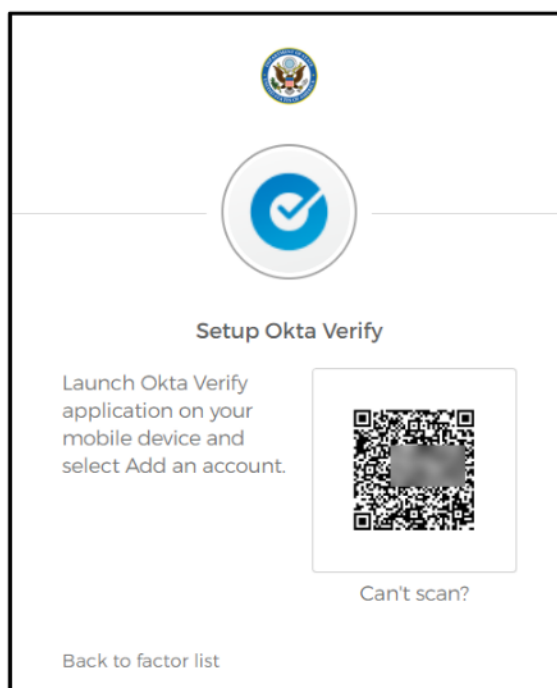 Setup Okta Verify
Launch Okta Verify
application on your
mobile device and
select Add an account.
Can't scan?
Back to factor list